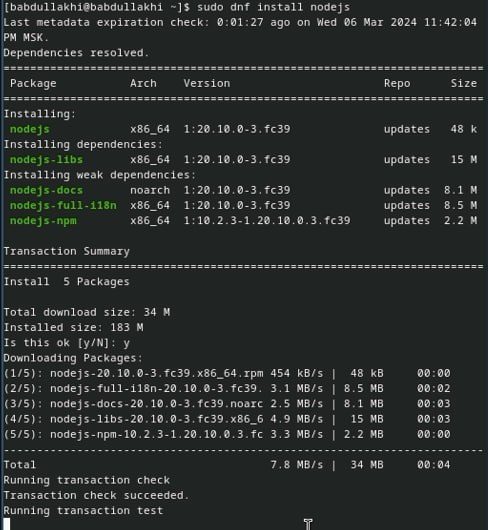 [babdullakhi@babdullakhi ~]$ sudo dnf install nodejs
Last metadata expiration check: 0:01:27 ago on Wed 06 Mar 2024 11:42:04
PM MSK.
Dependencies resolved.
================================================================
 Package          Arch    Version                    Repo      Size
================================================================
Installing:
 nodejs           x86_64  1:20.10.0-3.fc39           updates   48 k
Installing dependencies:
 nodejs-libs      x86_64  1:20.10.0-3.fc39           updates   15 M
Installing weak dependencies:
 nodejs-docs      noarch  1:20.10.0-3.fc39           updates  8.1 M
 nodejs-full-i18n x86_64  1:20.10.0-3.fc39           updates  8.5 M
 nodejs-npm       x86_64  1:10.2.3-1.20.10.0.3.fc39  updates  2.2 M
Transaction Summary
================================================================
Install  5 Packages
Total download size: 34 M
Installed size: 183 M
Is this ok [y/N]: y
Downloading Packages:
(1/5): nodejs-20.10.0-3.fc39.x86_64.rpm 454 kB/s |  48 kB     00:00
(2/5): nodejs-full-i18n-20.10.0-3.fc39. 3.1 MB/s | 8.5 MB     00:02
(3/5): nodejs-docs-20.10.0-3.fc39.noarc 2.5 MB/s | 8.1 MB     00:03
(4/5): nodejs-libs-20.10.0-3.fc39.x86_6 4.9 MB/s |  15 MB     00:03
(5/5): nodejs-npm-10.2.3-1.20.10.0.3.fc 3.3 MB/s | 2.2 MB     00:00
----------------------------------------------------------------
Total                                   7.8 MB/s |  34 MB     00:04
Running transaction check
Transaction check succeeded.
Running transaction test